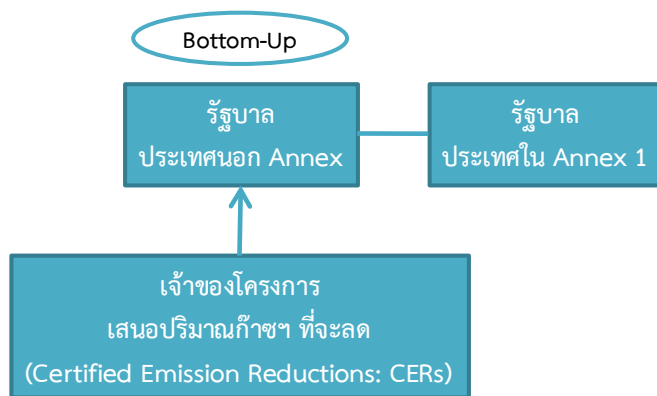 Bottom-Up
รัฐบาล
ประเทศนอก Annex
รัฐบาล
ประเทศใน Annex 1
เจ้าของโครงการ
เสนอปริมาณก๊าซฯ ที่จะลด
(Certified Emission Reductions: CERs)